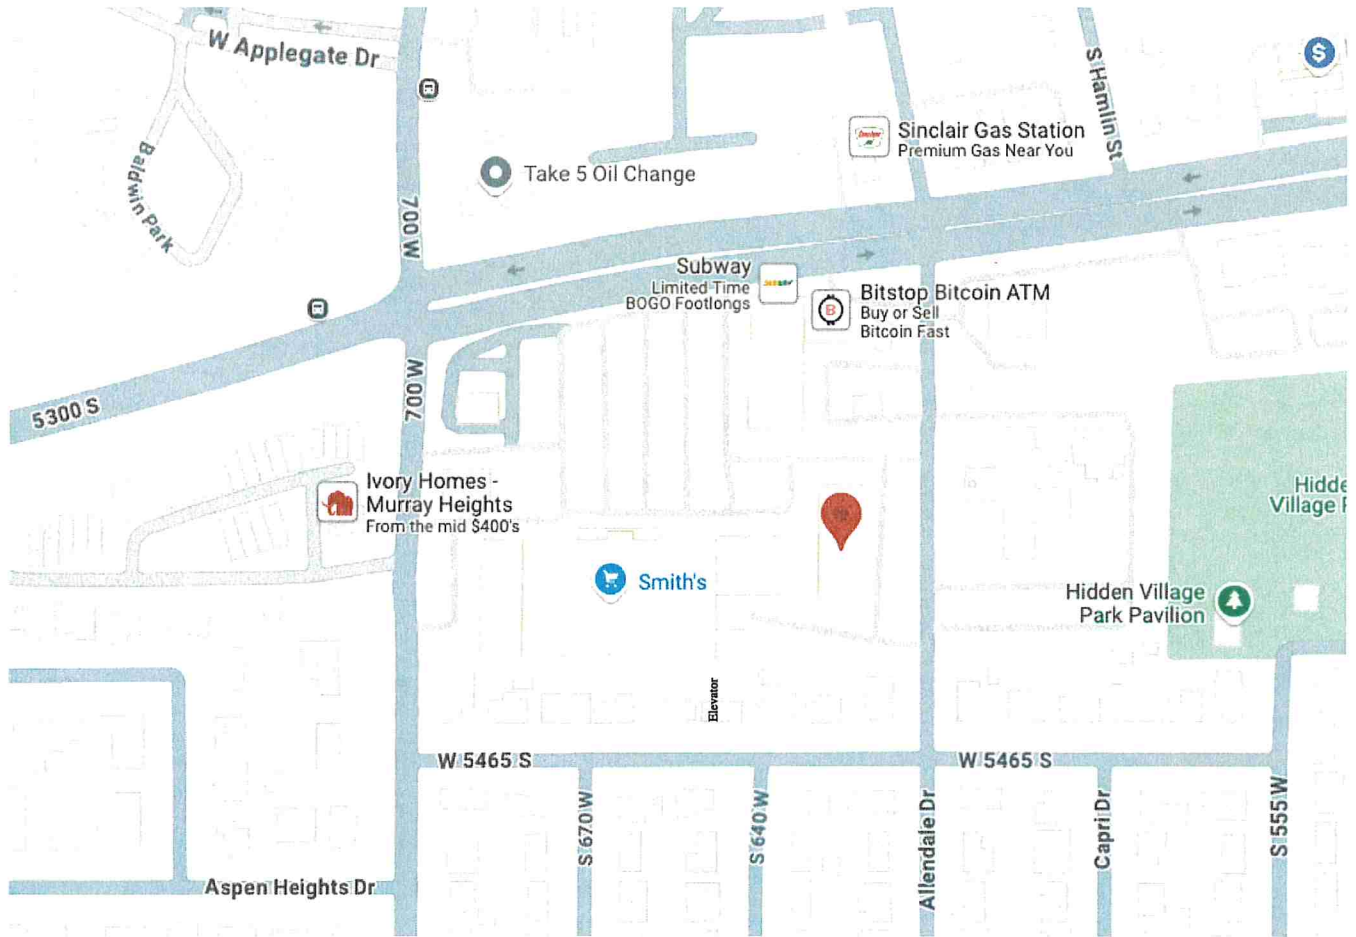 W Applegate Dr
S Hamlin St
$
Sinclair Gas Station
Premium Gas Near You
Baldwin Park
Take 5 Oil Change
700 W
Subway
Limited Time
BOGO Footlongs
Bitstop Bitcoin ATM
Buy or Sell
Bitcoin Fast
5300 S
700 W
Ivory Homes -
Murray Heights
From the mid $400's
Hidde
Village P
Smith's
Hidden Village
Park Pavilion
Elevator
W 5465 S
W 5465 S
S 670 W
S 640 W
Allendale Dr
Capri Dr
S 555 W
Aspen Heights Dr